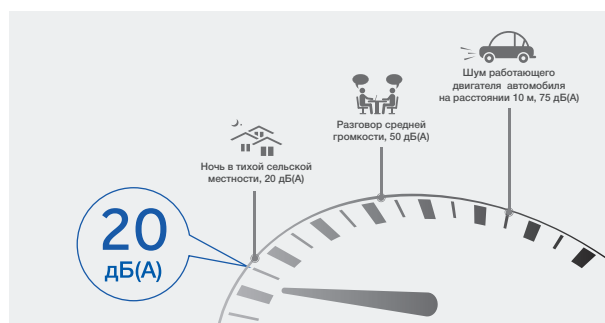 Шум работающего
двигателя автомобиля
на расстоянии 10 м, 75 дБ(А)
Разговор средней
громкости, 50 дБ(А)
Ночь в тихой сельской
местности, 20 дБ(А)
20
дБ(А)